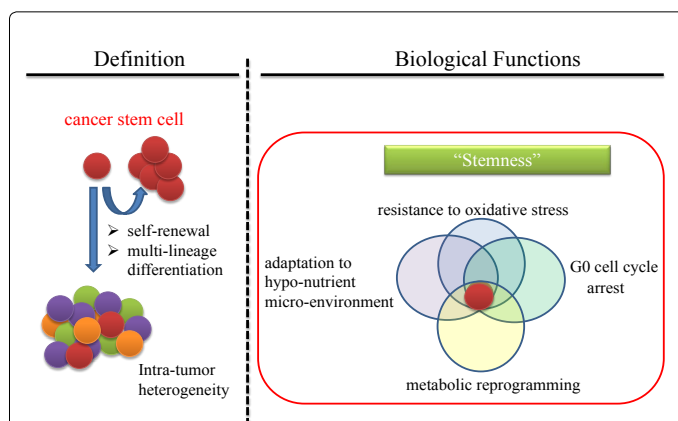 Definition
Biological Functions
cancer stem cell
➢ self-renewal
➢ multi-lineage
differentiation
Intra-tumor
heterogeneity
“Stemness”
resistance to oxidative stress
adaptation to
hypo-nutrient
micro-environment
G0 cell cycle
arrest
metabolic reprogramming